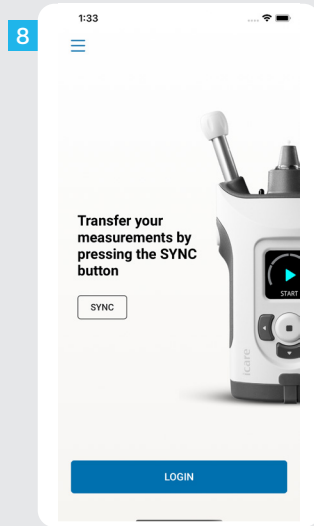 8
1:33
Transfer your
measurements by
pressing the SYNC
button
SYNC
START
icare
LOGIN